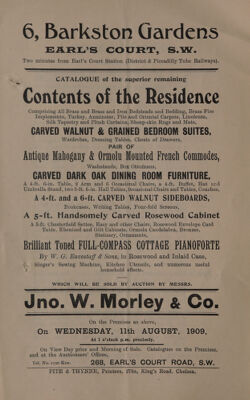 6, Barkston Gardens
EARL'S COURT, S.W.
Two minutes from Earl's Court Station (District & Piccadilly Tube Railways).
CATALOGUE of the superior remaining
Contents of the Residence
Comprising All Brass and Brass and Iron Bedsteads and Bedding, Brass Fire
Implements, Turkey, Axminster, Pile and Oriental Carpets, Linoleum,
Silk Tapestry and Plush Curtains, Sheep-skin Rugs and Mats,
CARVED WALNUT & GRAINED BEDROOM SUITES,
Wardrobes, Dressing Tables, Chests of Drawers,
PAIR OF
Antique Mahogany & Ormolu Mounted French Commodes,
Washstands, Box Ottomans,
CARVED DARK OAK DINING ROOM FURNITURE,
A 4-ft. 6-in. Table, 2 Arm and 6 Occasional Chairs, a 4-ft. Buffet, Hat and
Umbrella Stand, two 3-ft. 6-in. Hall Tables, Occasional Chairs and Tables, Couches,
A 4-ft. and a 6-ft. CARVED WALNUT SIDEBOARDS,
Bookcases, Writing Tables, Four-fold Screen,
A 5-ft. Handsomely Carved Rosewood Cabinet
A 5-ft. Chesterfield Settee, Easy and other Chairs, Rosewood Envelope Card
Table, Ebonized and Gilt Cabinets, Ormolu Candelabra, Bronzes,
Stationery, Ornaments,
Brilliant Toned FULL-COMPASS COTTAGE PIANOFORTE
By W. G. Eavestaff & Sons, in Rosewood and Inlaid Case,
Singer's Sewing Machine, Kitchen Utensils, and numerous useful
household effects.
WHICH WILL BE SOLD BY AUCTION BY MESSRS.
Jno. W. Morley & Co.
On the Premises as above,
On WEDNESDAY, 11th AUGUST, 1909,
At 1 o'clock p.m. precisely.
On View Day prior and Morning of Sale. Catalogues on the Premises,
and at the Auctioneers' Offices,
Tel. No. Kens. 268, EARL'S COURT ROAD, S.W.
PITE & THYNNE, Printers, King's Road, Chelsea.